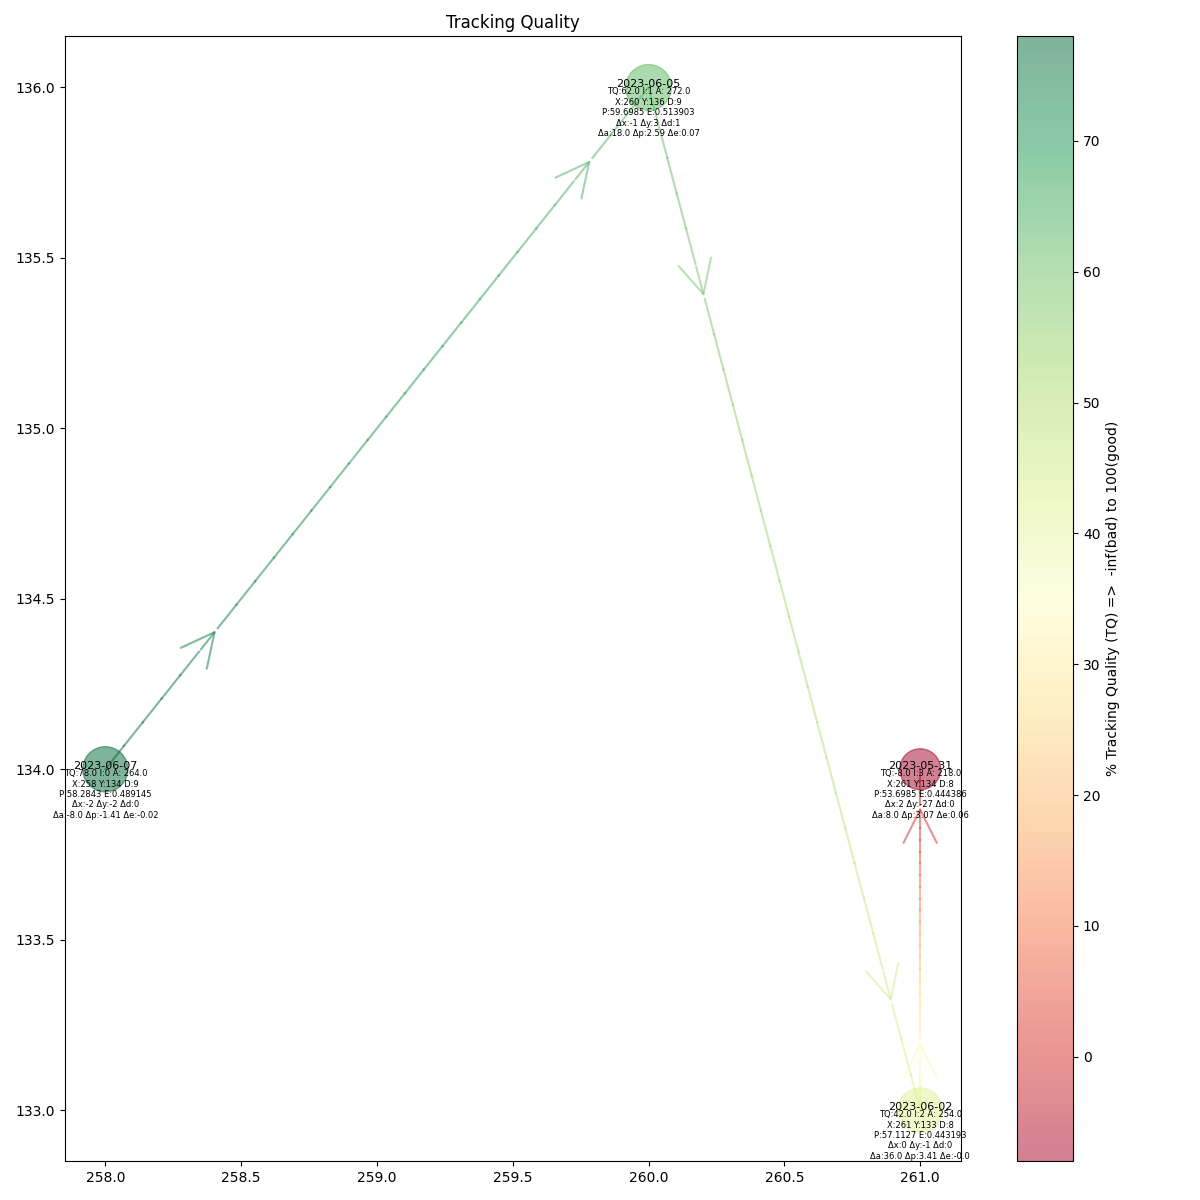 Tracking Quality
136.0
135.5
135.0
134.5
134.0
133.5
133.0
2023-06-05
TQ:62.0 I:1 A: 272.0
X:260 Y:136 D:9
P:59.6985 E:0.513903
Δx:-1 Δy:3 Δd:1
Δa:18.0 Δp:2.59 Δe:0.07
2023-06-07
TQ:78.0 I:0 A: 264.0
X:258 Y:134 D:9
P:58.2843 E:0.489145
Δx:-2 Δy:-2 Δd:0
Δa:-8.0 Δp:-1.41 Δe:-0.02
2023-05-31
TQ:-8.0 I:3 A: 218.0
X:261 Y:134 D:8
P:53.6985 E:0.444386
Δx:2 Δy:-27 Δd:0
Δa:8.0 Δp:3.07 Δe:0.06
2023-06-02
TQ:42.0 I:2 A: 254.0
X:261 Y:133 D:8
P:57.1127 E:0.443193
Δx:0 Δy:-1 Δd:0
Δa:36.0 Δp:3.41 Δe:-0.0
258.0 258.5 259.0 259.5 260.0 260.5 261.0
70
60
50
40
30
20
10
0
% Tracking Quality (TQ) => -inf(bad) to 100(good)